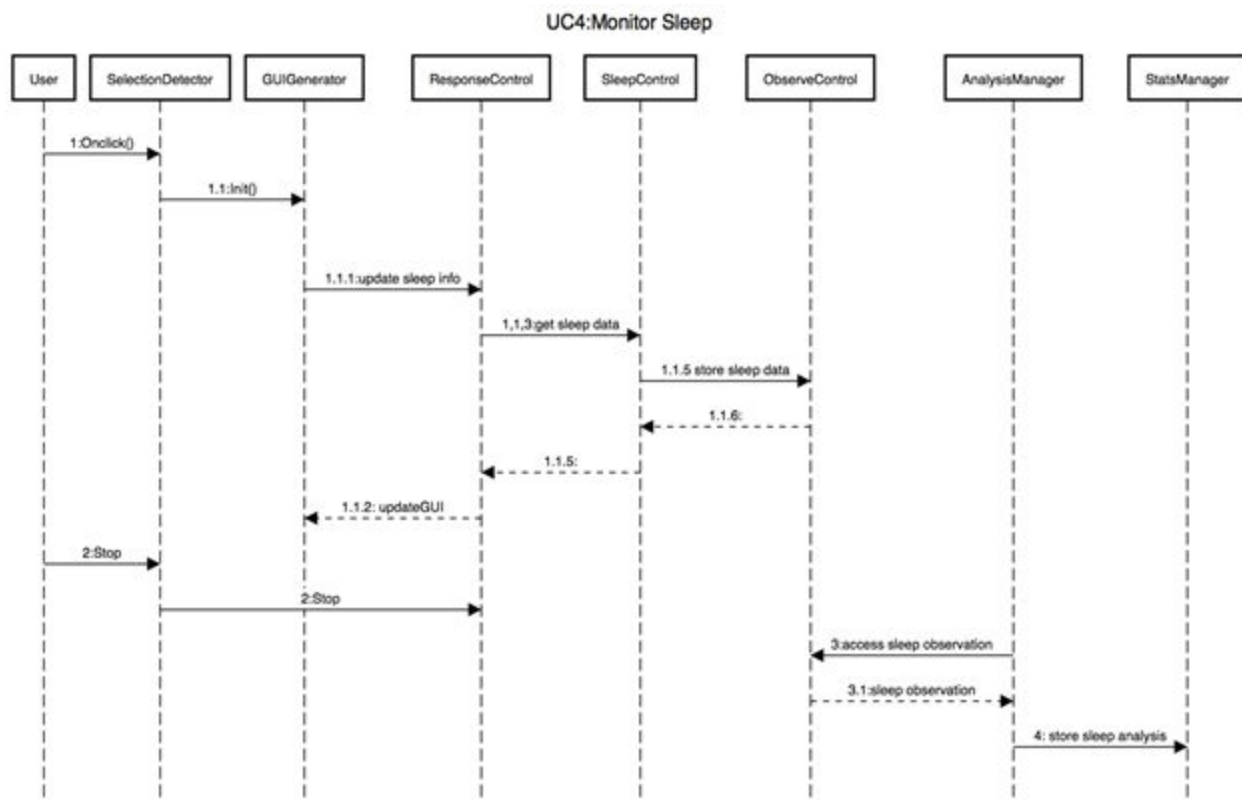 UC4:Monitor Sleep
User
SelectionDetector
GUIGenerator
ResponseControl
SleepControl
ObserveControl
AnalysisManager
StatsManager
1:Onclick()
1.1:Init()
1.1.1:update sleep info
1,1,3:get sleep data
1.1.5 store sleep data
1.1.6:
1.1.5:
1.1.2: updateGUI
2:Stop
2:Stop
3:access sleep observation
3.1:sleep observation
4: store sleep analysis